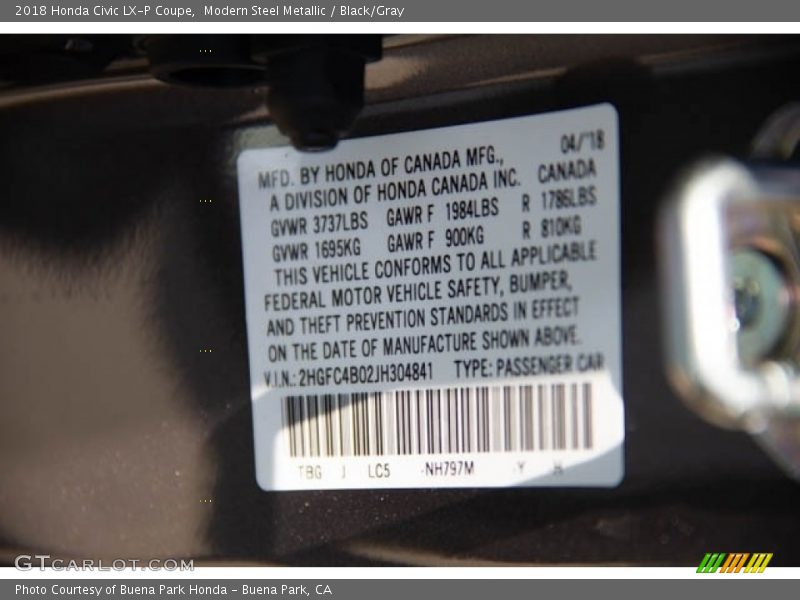 2018 Honda Civic LX-P Coupe, Modern Steel Metallic / Black/Gray
04/'18
MFD. BY HONDA OF CANADA MFG.,
A DIVISION OF HONDA CANADA INC. CANADA
GVWR 3737LBS GAWR F 1984LBS R 1786LBS
GVWR 1695KG GAWR F 900KG R 810KG
THIS VEHICLE CONFORMS TO ALL APPLICABLE
FEDERAL MOTOR VEHICLE SAFETY, BUMPER,
AND THEFT PREVENTION STANDARDS IN EFFECT
ON THE DATE OF MANUFACTURE SHOWN ABOVE.
V.I.N.: 2HGFC4B02JH304841 TYPE: PASSENGER CAR
TBG J LC5 -NH797M -Y H
GTCARLOT.COM
Photo Courtesy of Buena Park Honda - Buena Park, CA